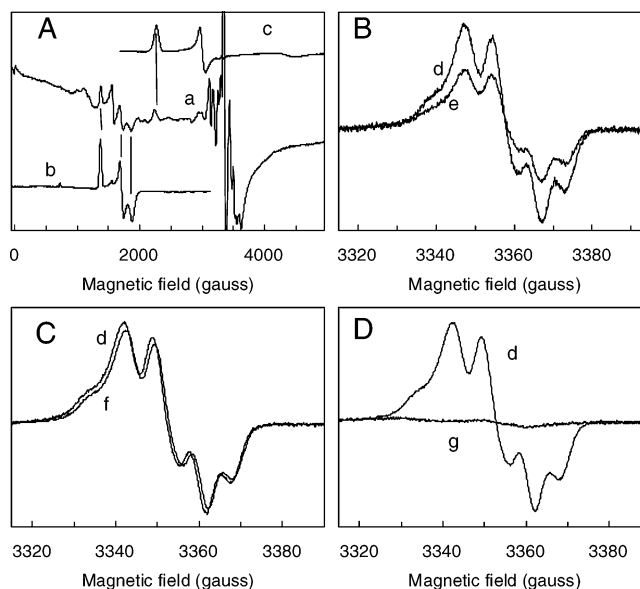 A
c
a
b
0 2000 4000
Magnetic field (gauss)
B
d
e
3320 3340 3360 3380
Magnetic field (gauss)
C
d
f
3320 3340 3360 3380
Magnetic field (gauss)
D
d
g
3320 3340 3360 3380
Magnetic field (gauss)